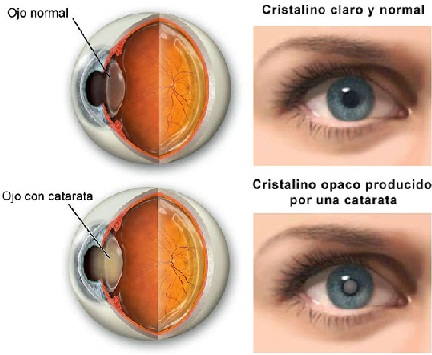 Ojo normal
Cristalino claro y normal
Ojo con catarata
Cristalino opaco producido
por una catarata